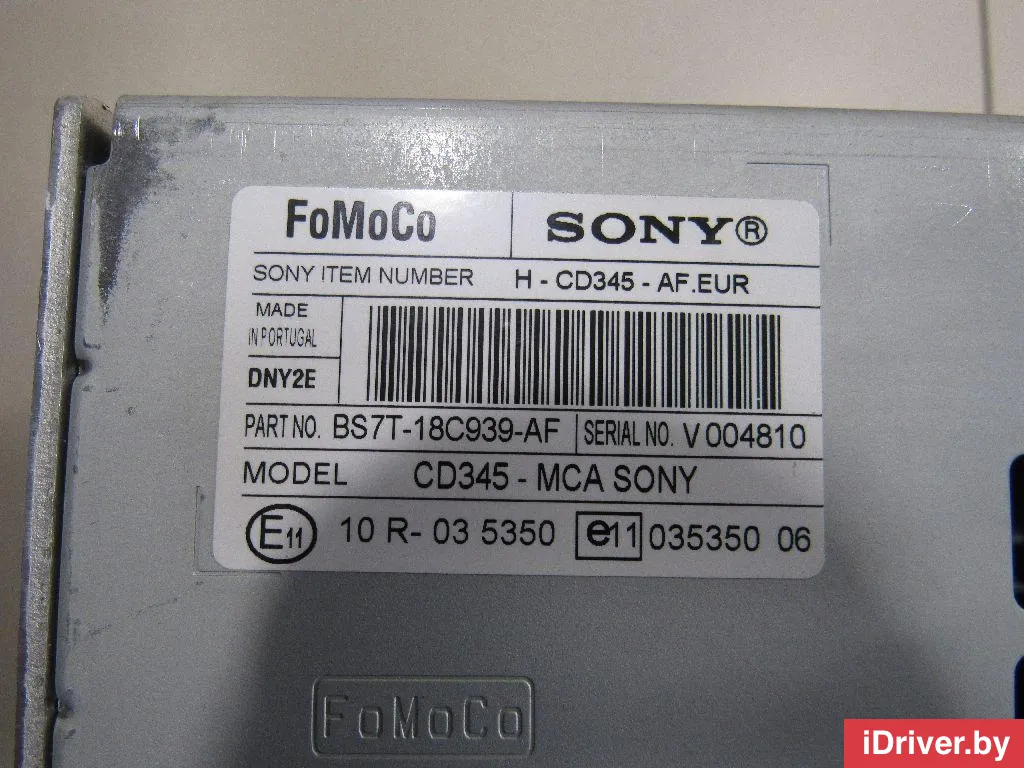 FoMoCo SONY®
SONY ITEM NUMBER H - CD345 - AF.EUR
MADE
IN PORTUGAL
DNY2E
PART NO. BS7T-18C939-AF SERIAL NO. V004810
MODEL CD345 - MCA SONY
E11 10 R- 03 5350 e11 035350 06
FoMoCo
iDriver.by